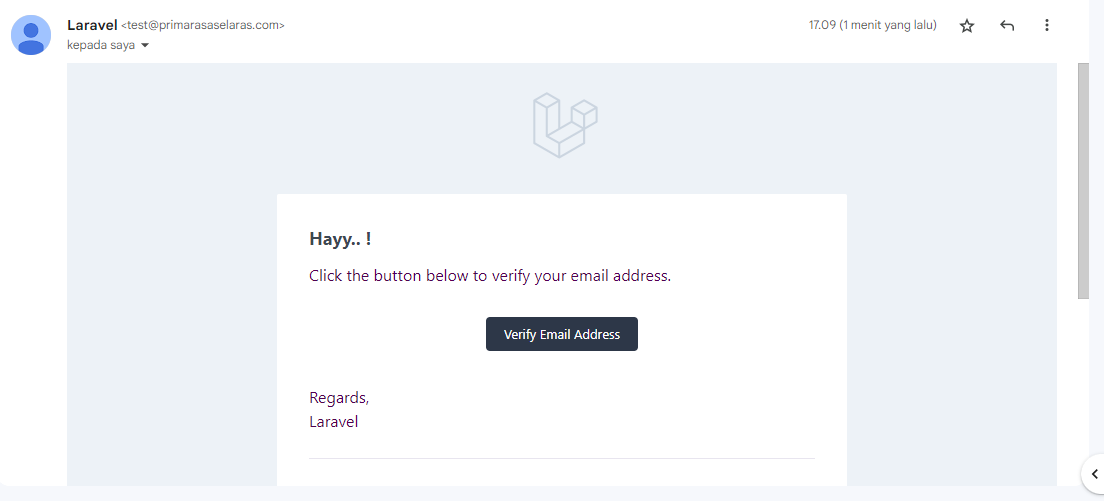 Laravel <test@primarasaselaras.com>
17.09 (1 menit yang lalu)
kepada saya
Hayy.. !
Click the button below to verify your email address.
Verify Email Address
Regards,
Laravel